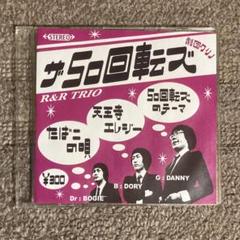 STEREO
ザ50回転ズ
R&R TRIO
50回転ズ
のテーマ
天王寺
エレジー
たばこ
の唄
¥300
G:DANNY
B:DORY
Dr:BOGIE